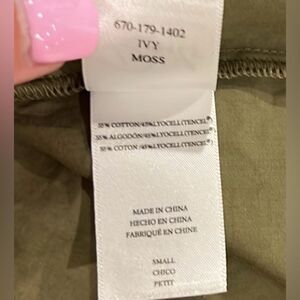 670-179-1402
IVY
MOSS
55% COTTON/45%LYOCELL(TENCEL®)
55% ALGODÓN/45%LYOCELL(TENCEL®)
55% COTON /45%LYOCELL(TENCEL®)
MADE IN CHINA
HECHO EN CHINA
FABRIQUÉ EN CHINE
SMALL
CHICO
PETIT